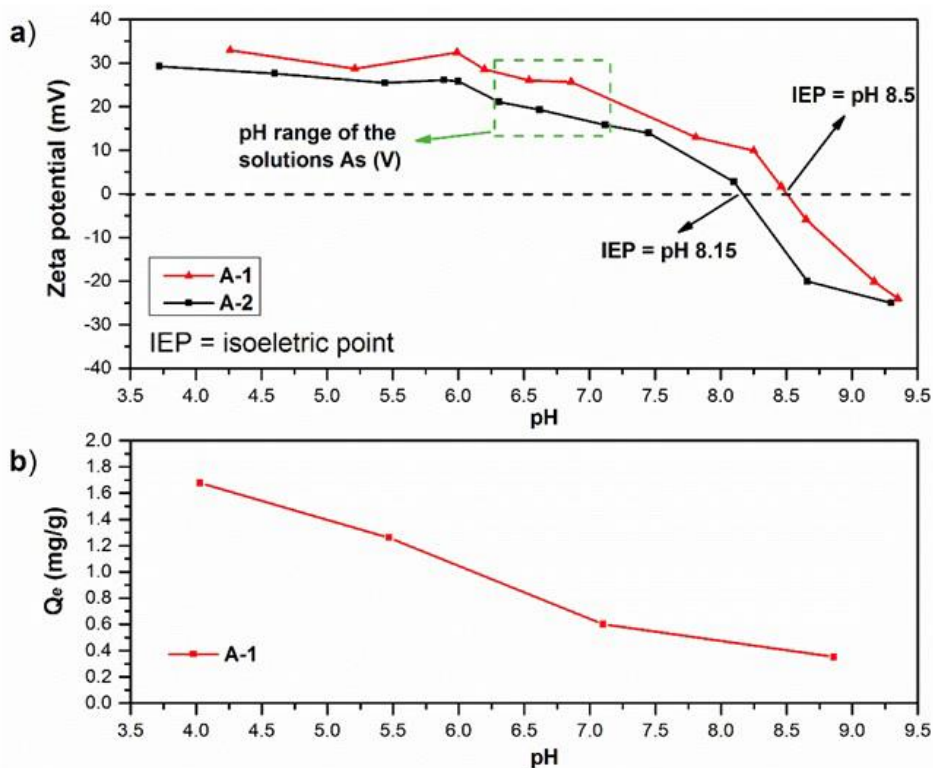 a)
Zeta potential (mV)
40
30
20
10
0
-10
-20
-30
-40
pH range of the
solutions As (V)
IEP = pH 8.5
IEP = pH 8.15
A-1
A-2
IEP = isoeletric point
3.5 4.0 4.5 5.0 5.5 6.0 6.5 7.0 7.5 8.0 8.5 9.0 9.5
pH
b)
Qe (mg/g)
2.0
1.8
1.6
1.4
1.2
1.0
0.8
0.6
0.4
0.2
0.0
A-1
3.5 4.0 4.5 5.0 5.5 6.0 6.5 7.0 7.5 8.0 8.5 9.0 9.5
pH